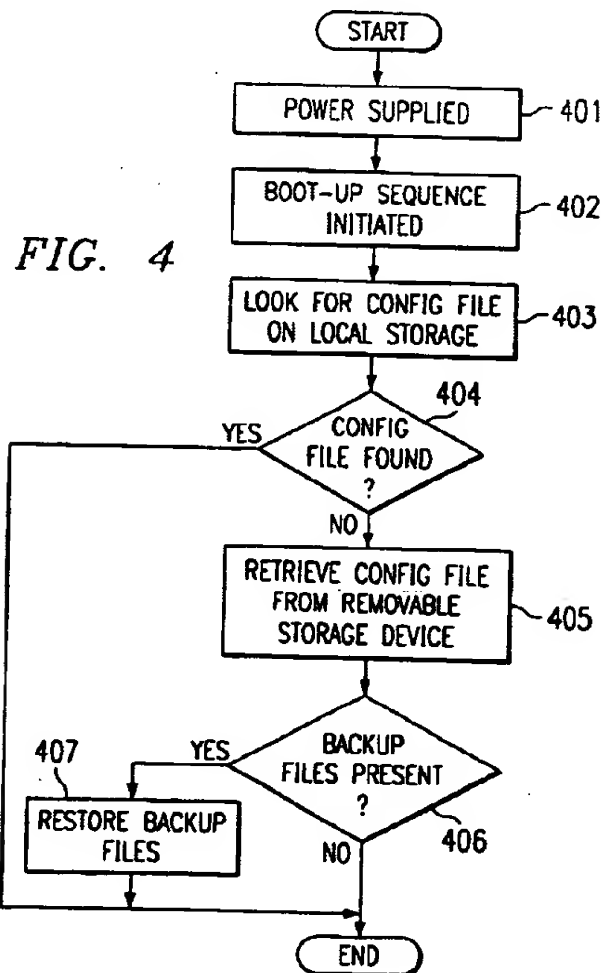 START
POWER SUPPLIED
401
BOOT-UP SEQUENCE
INITIATED
402
FIG. 4
LOOK FOR CONFIG FILE
ON LOCAL STORAGE
403
404
YES
CONFIG
FILE FOUND
?
NO
RETRIEVE CONFIG FILE
FROM REMOVABLE
STORAGE DEVICE
405
407
YES
BACKUP
FILES PRESENT
?
406
RESTORE BACKUP
FILES
NO
END